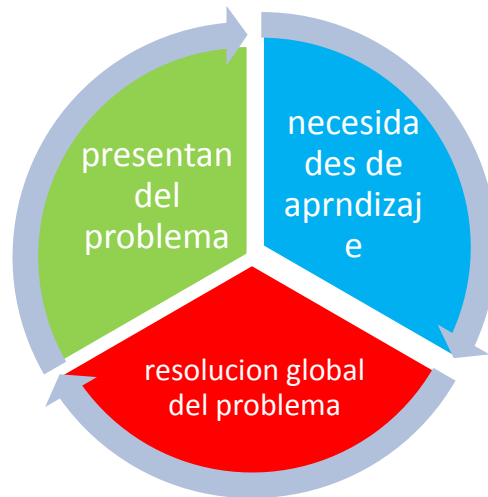 presentan
del
problema
necesida
des de
aprndizaj
e
resolucion global
del problema